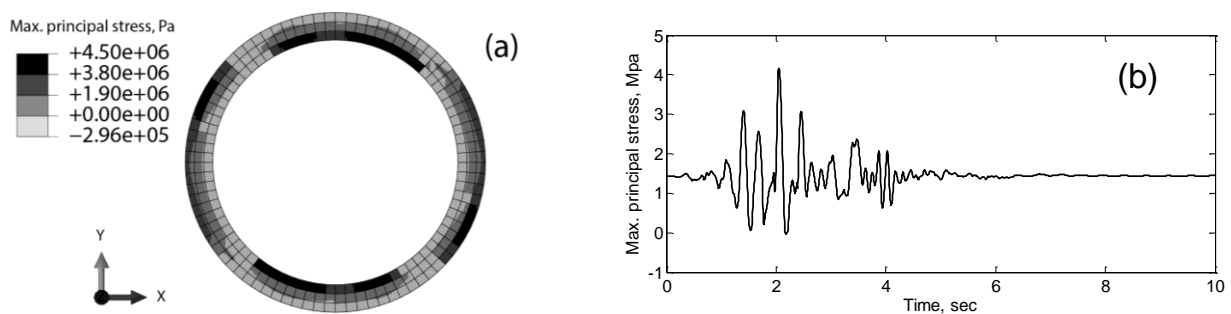 Max. principal stress, Pa
+4.50e+06
+3.80e+06
+1.90e+06
+0.00e+00
−2.96e+05
(a)
Y
X
(b)
Max. principal stress, Mpa
5
4
3
2
1
0
-1
0 2 4 6 8 10
Time, sec